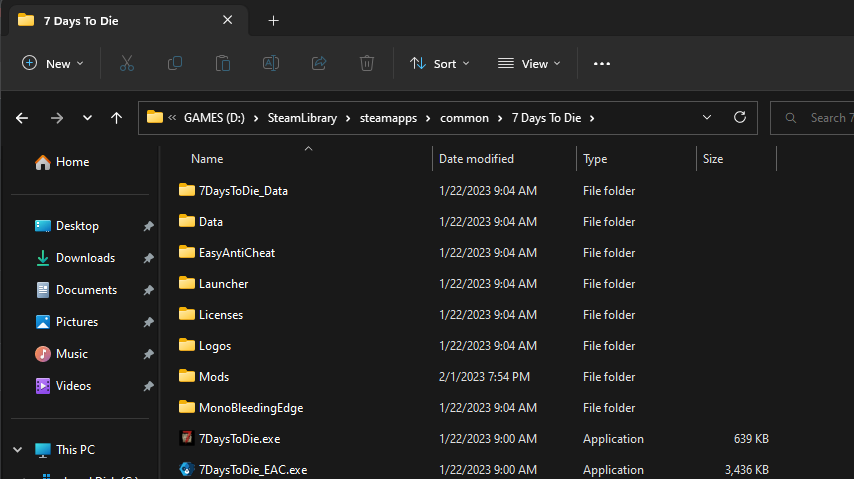 7 Days To Die
New Sort View
GAMES (D:) SteamLibrary steamapps common 7 Days To Die Search 7
Home
Desktop
Downloads
Documents
Pictures
Music
Videos
This PC
Name Date modified Type Size
7DaysToDie_Data 1/22/2023 9:04 AM File folder
Data 1/22/2023 9:04 AM File folder
EasyAntiCheat 1/22/2023 9:04 AM File folder
Launcher 1/22/2023 9:04 AM File folder
Licenses 1/22/2023 9:04 AM File folder
Logos 1/22/2023 9:04 AM File folder
Mods 2/1/2023 7:54 PM File folder
MonoBleedingEdge 1/22/2023 9:04 AM File folder
7DaysToDie.exe 1/22/2023 9:00 AM Application 639 KB
7DaysToDie_EAC.exe 1/22/2023 9:00 AM Application 3,436 KB